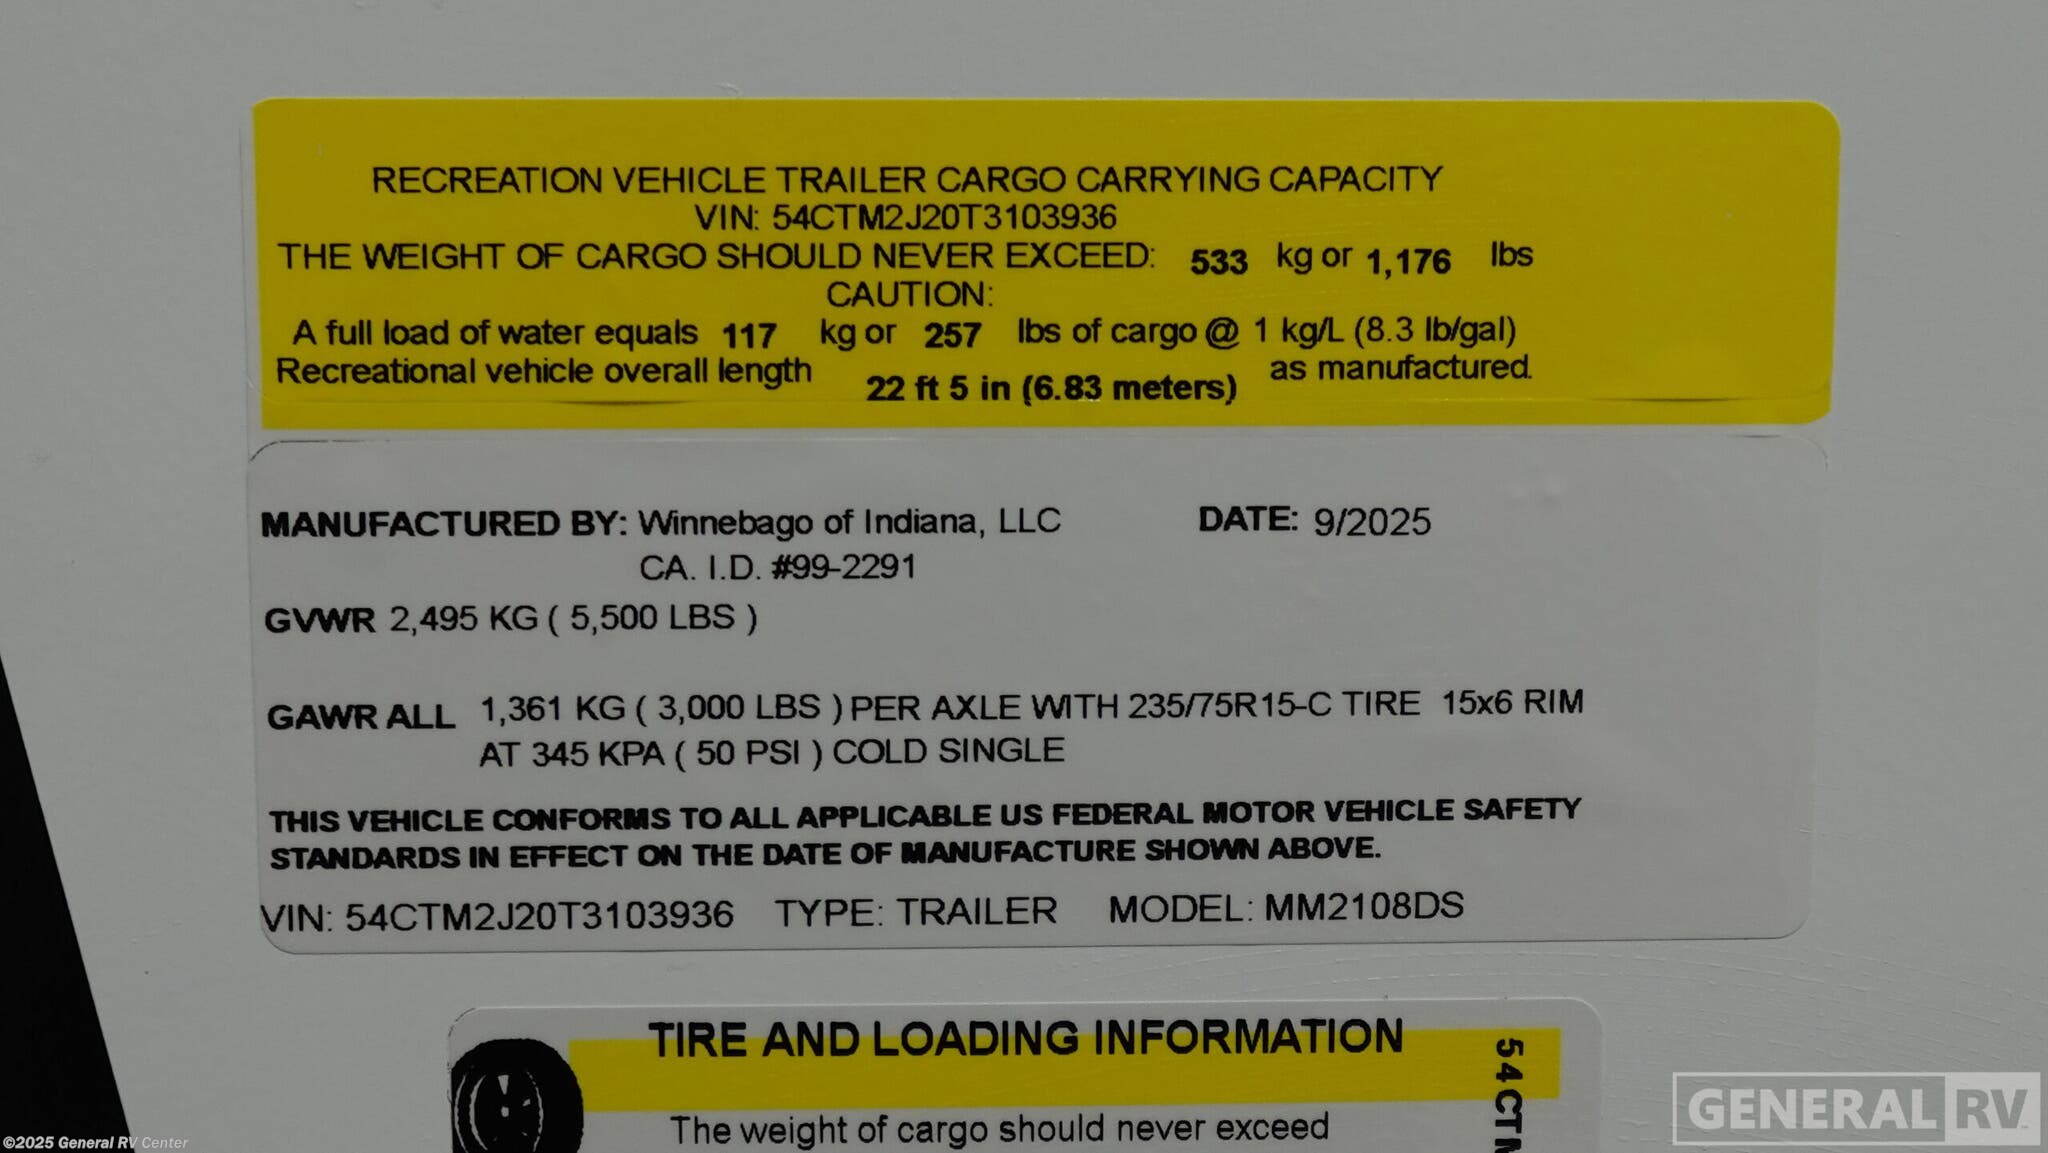 RECREATION VEHICLE TRAILER CARGO CARRYING CAPACITY
VIN: 54CTM2J20T3103936
THE WEIGHT OF CARGO SHOULD NEVER EXCEED: 533 kg or 1,176 lbs
CAUTION:
A full load of water equals 117 kg or 257 lbs of cargo @ 1 kg/L (8.3 lb/gal)
Recreational vehicle overall length 22 ft 5 in (6.83 meters) as manufactured.
MANUFACTURED BY: Winnebago of Indiana, LLC DATE: 9/2025
CA. I.D. #99-2291
GVWR 2,495 KG ( 5,500 LBS )
GAWR ALL 1,361 KG ( 3,000 LBS ) PER AXLE WITH 235/75R15-C TIRE 15x6 RIM
AT 345 KPA ( 50 PSI ) COLD SINGLE
THIS VEHICLE CONFORMS TO ALL APPLICABLE US FEDERAL MOTOR VEHICLE SAFETY
STANDARDS IN EFFECT ON THE DATE OF MANUFACTURE SHOWN ABOVE.
VIN: 54CTM2J20T3103936 TYPE: TRAILER MODEL: MM2108DS
TIRE AND LOADING INFORMATION
The weight of cargo should never exceed
54CT
GENERAL RV
©2025 General RV Center